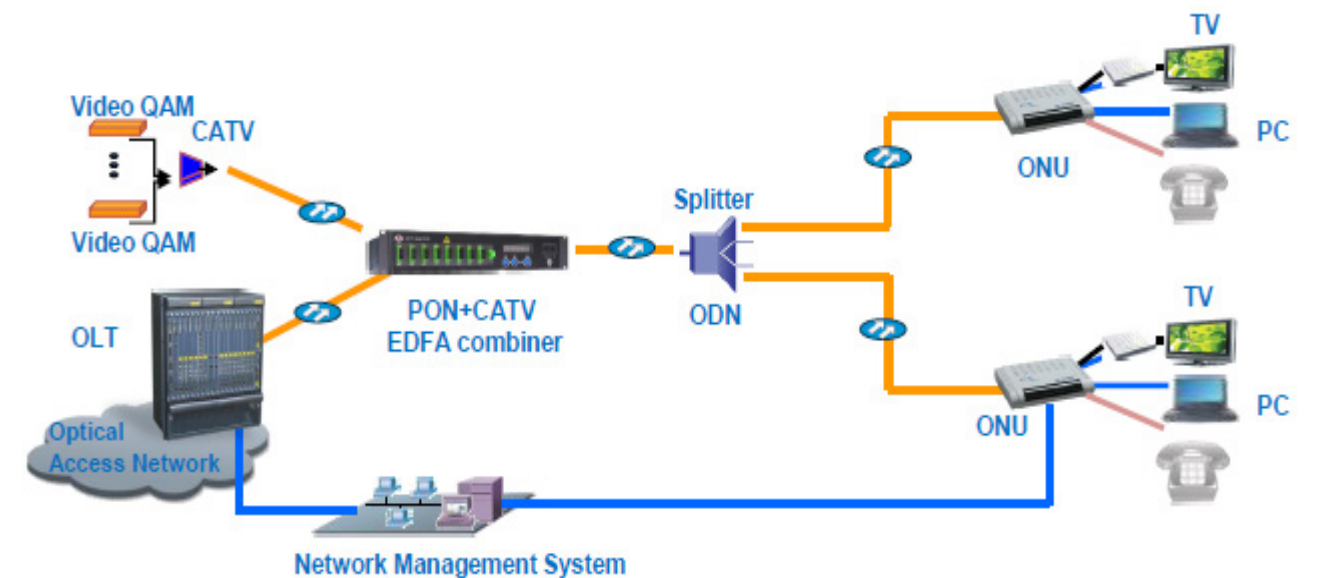 TV
Video QAM
CATV
PC
ONU
Splitter
Video QAM
PON+CATV
EDFA combiner
ODN
TV
OLT
PC
ONU
Optical
Access Network
Network Management System